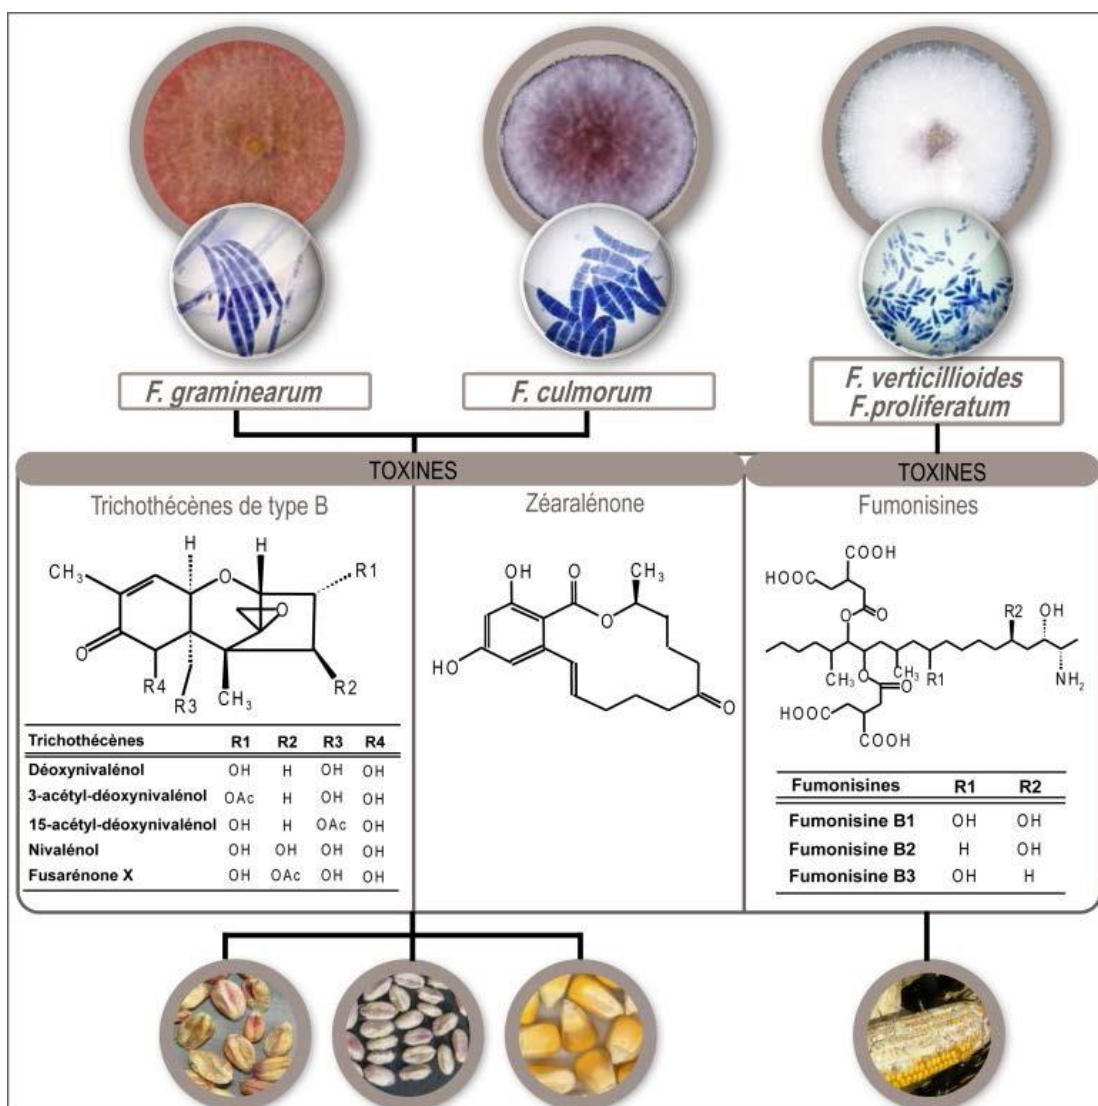 F. graminearum
F. culmorum
F. verticillioides
F.proliferatum
TOXINES
TOXINES
Trichothécènes de type B
Zéaralénone
Fumonisines
H
H
CH3
O
R1
O
O
R4
R3
CH3
R2
OH
O
CH3
O
HO
O
COOH
HOOC
O
O
R2
OH
CH3
CH3
R1
NH2
O
O
HOOC
COOH
Trichothécènes R1 R2 R3 R4
Déoxynivalénol OH H OH OH
3-acétyl-déoxynivalénol OAc H OH OH
15-acétyl-déoxynivalénol OH H OAc OH
Nivalénol OH OH OH OH
Fusarénone X OH OAc OH OH
Fumonisines R1 R2
Fumonisine B1 OH OH
Fumonisine B2 H OH
Fumonisine B3 OH H